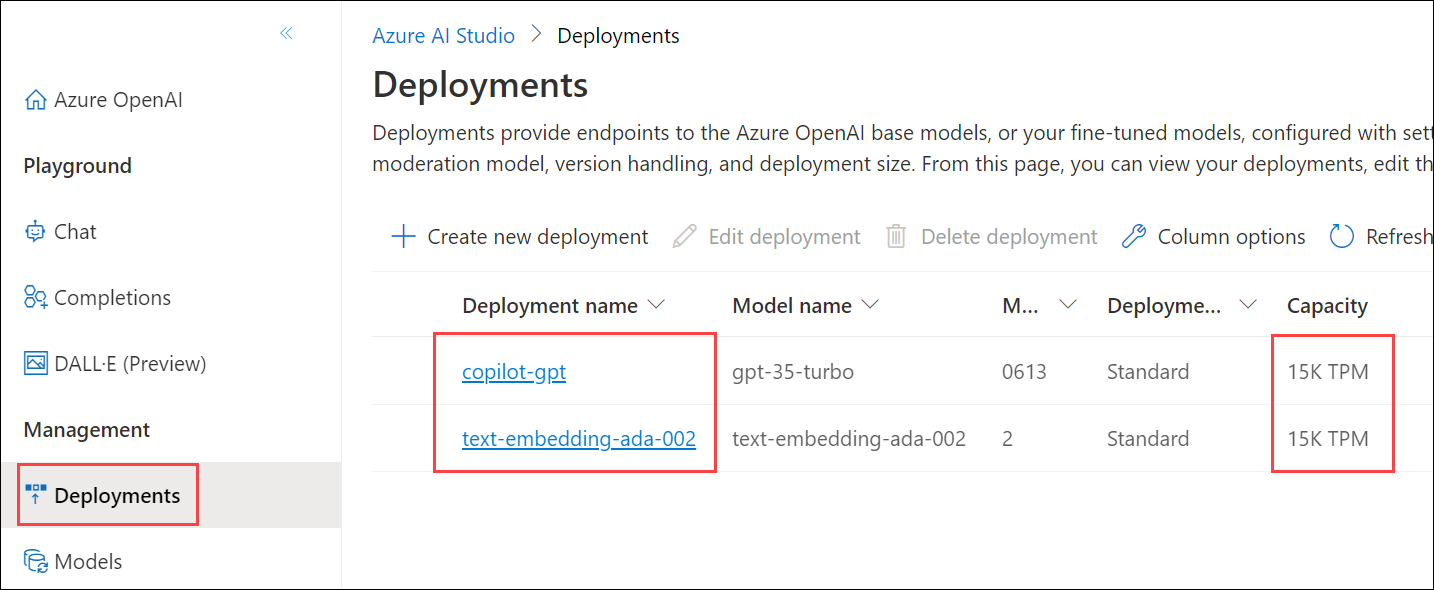 Azure OpenAI
Playground
Chat
Completions
DALL·E (Preview)
Management
Deployments
Models
Azure AI Studio > Deployments
Deployments
Deployments provide endpoints to the Azure OpenAI base models, or your fine-tuned models, configured with
moderation model, version handling, and deployment size. From this page, you can view your deployments, edit
Create new deployment Edit deployment Delete deployment Column options Refresh
Deployment name Model name M... Deployme... Capacity
copilot-gpt gpt-35-turbo 0613 Standard 15K TPM
text-embedding-ada-002 text-embedding-ada-002 2 Standard 15K TPM